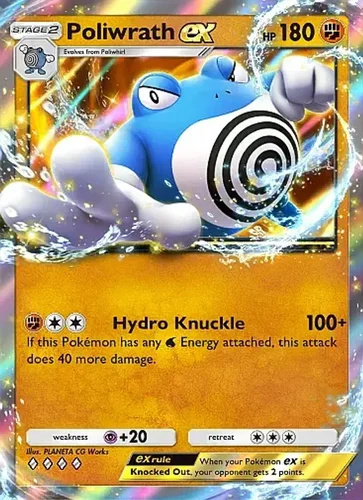 STAGE 2 Poliwrath ex HP 180
Evolves from Poliwhirl
Hydro Knuckle 100+
If this Pokémon has any Energy attached, this attack
does 40 more damage.
weakness +20 retreat
Illus. PLANETA CG Works
ex rule When your Pokémon ex is
Knocked Out, your opponent gets 2 points.